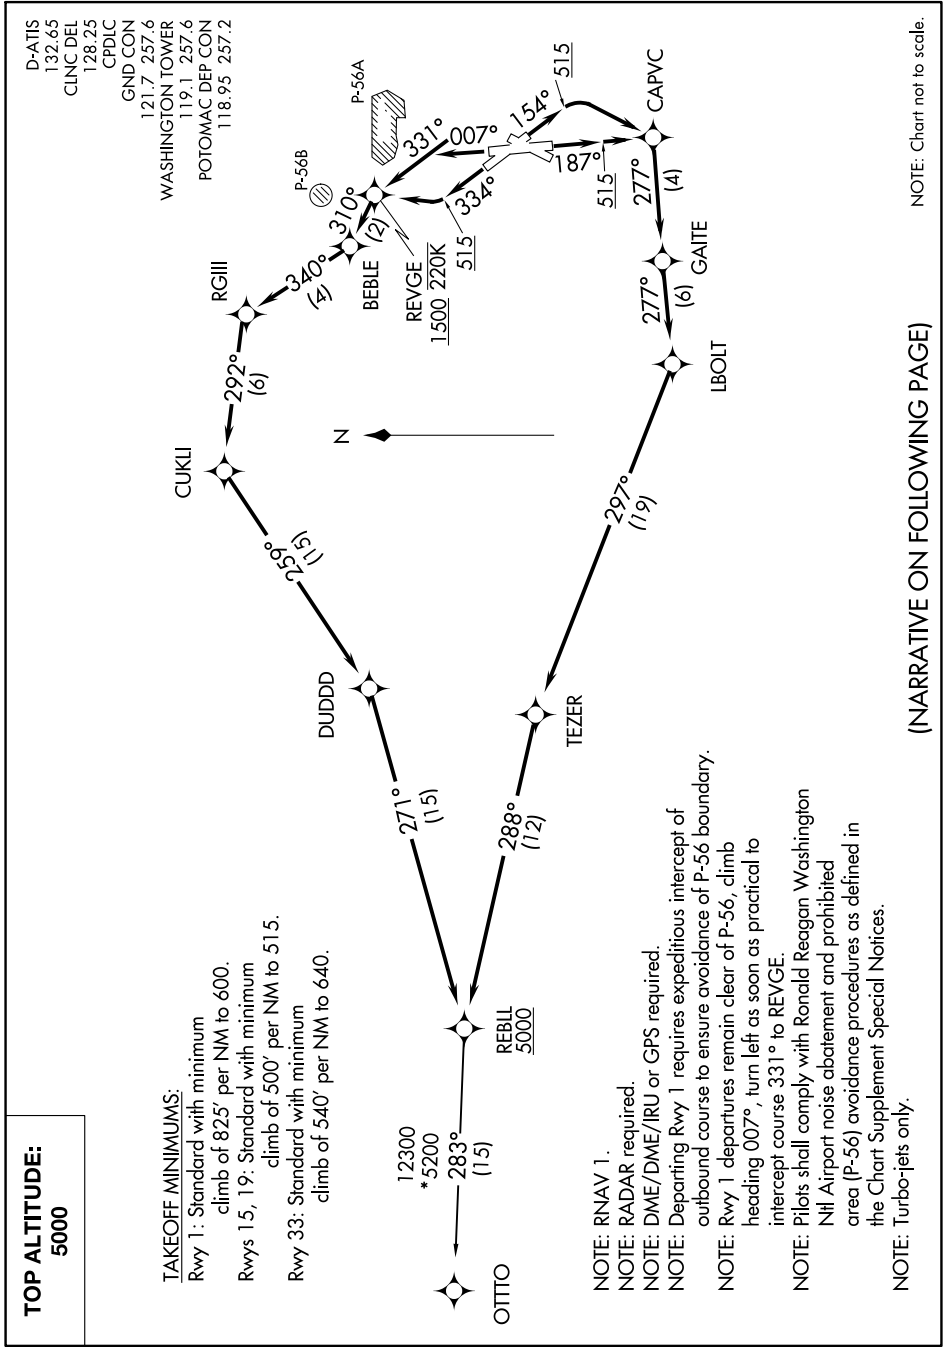 TOP ALTITUDE:
5000
D-ATIS
132.65
CLNC DEL
128.25
CPDLC
GND CON
121.7 257.6
WASHINGTON TOWER
119.1 257.6
POTOMAC DEP CON
118.95 257.2
TAKEOFF MINIMUMS:
Rwy 1: Standard with minimum
climb of 825' per NM to 600.
Rwys 15, 19: Standard with minimum
climb of 500' per NM to 515.
Rwy 33: Standard with minimum
climb of 540' per NM to 640.
CUKLI
292°
(6)
RGIII
340°
(4)
BEBLE
310°
(2)
P-56B
P-56A
REVGE
1500 220K
331°
007°
334°
515
154°
515
187°
515
CAPVC
277°
(4)
GAITE
277°
(6)
LBOLT
297°
(19)
TEZER
288°
(12)
259°
(15)
DUDDD
271°
(15)
REBLL
5000
12300
*5200
283°
(15)
OTTTO
N
NOTE: RNAV 1.
NOTE: RADAR required.
NOTE: DME/DME/IRU or GPS required.
NOTE: Departing Rwy 1 requires expeditious intercept of
outbound course to ensure avoidance of P-56 boundary.
NOTE: Rwy 1 departures remain clear of P-56, climb
heading 007°, turn left as soon as practical to
intercept course 331° to REVGE.
NOTE: Pilots shall comply with Ronald Reagan Washington
Ntl Airport noise abatement and prohibited
area (P-56) avoidance procedures as defined in
the Chart Supplement Special Notices.
NOTE: Turbo-jets only.
(NARRATIVE ON FOLLOWING PAGE)
NOTE: Chart not to scale.